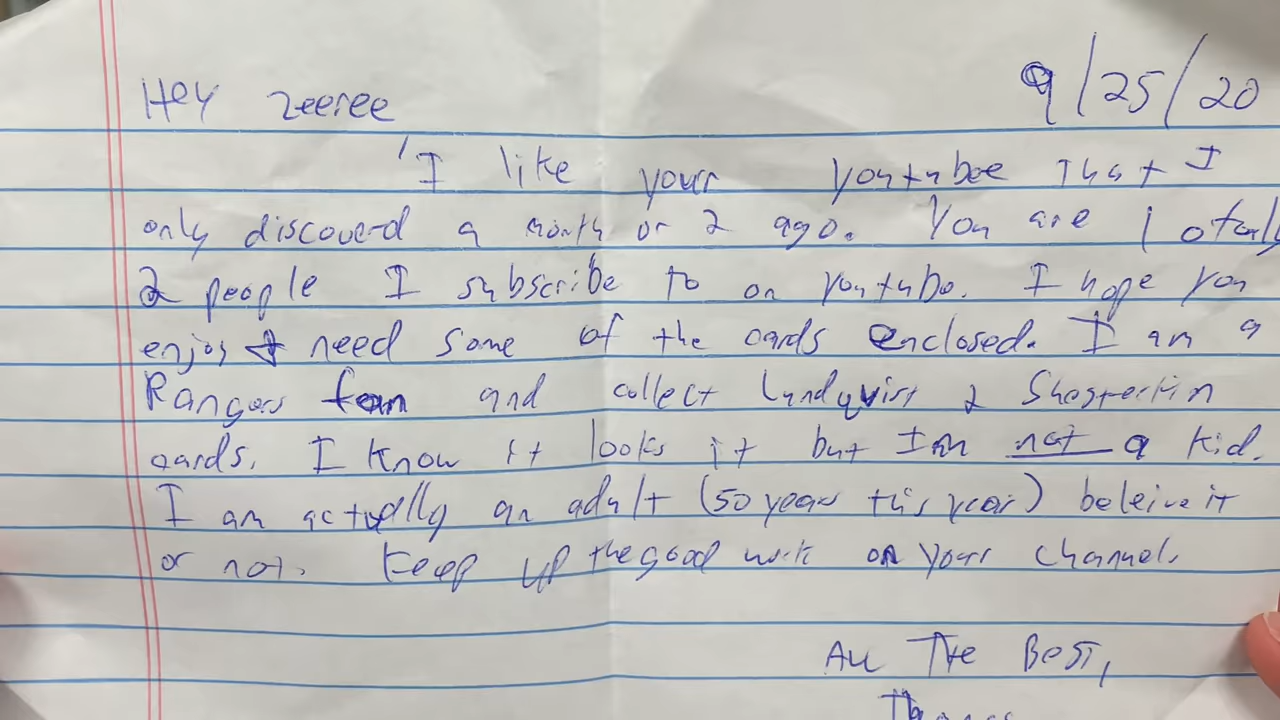 Hey zeeree 9/25/20
I like your youtubee that I
only discoverd a month or 2 ago. You are 1 of only
2 people I subscribe to on youtube. I hope you
enjoy & need some of the cards enclosed. I am a
Rangers fan and collect Lundqvist & Shesterkin
cards. I know it looks it but Im not a kid.
I am actually an adult (50 years this year) beleive it
or not. Keep up the good work on your channel.
All The Best,